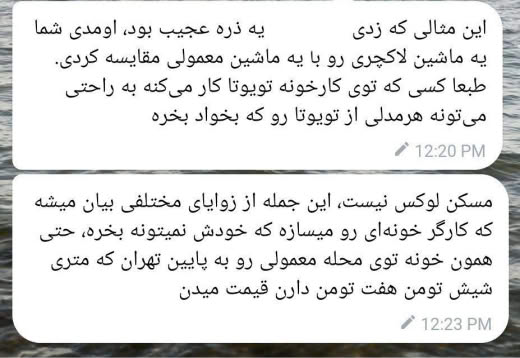 این مثالی که زدی یه ذره عجیب بود، اومدی شما
یه ماشین لاکچری رو با یه ماشین معمولی مقایسه کردی.
طبعا کسی که توی کارخونه تویوتا کار می‌کنه به راحتی
می‌تونه هرمدلی از تویوتا رو که بخواد بخره
12:20 PM
مسکن لوکس نیست، این جمله از زوایای مختلفی بیان میشه
که کارگر خونه‌ای رو میسازه که خودش نمیتونه بخره، حتی
همون خونه توی محله معمولی رو به پایین تهران که متری
شیش تومن هفت تومن دارن قیمت میدن
12:23 PM